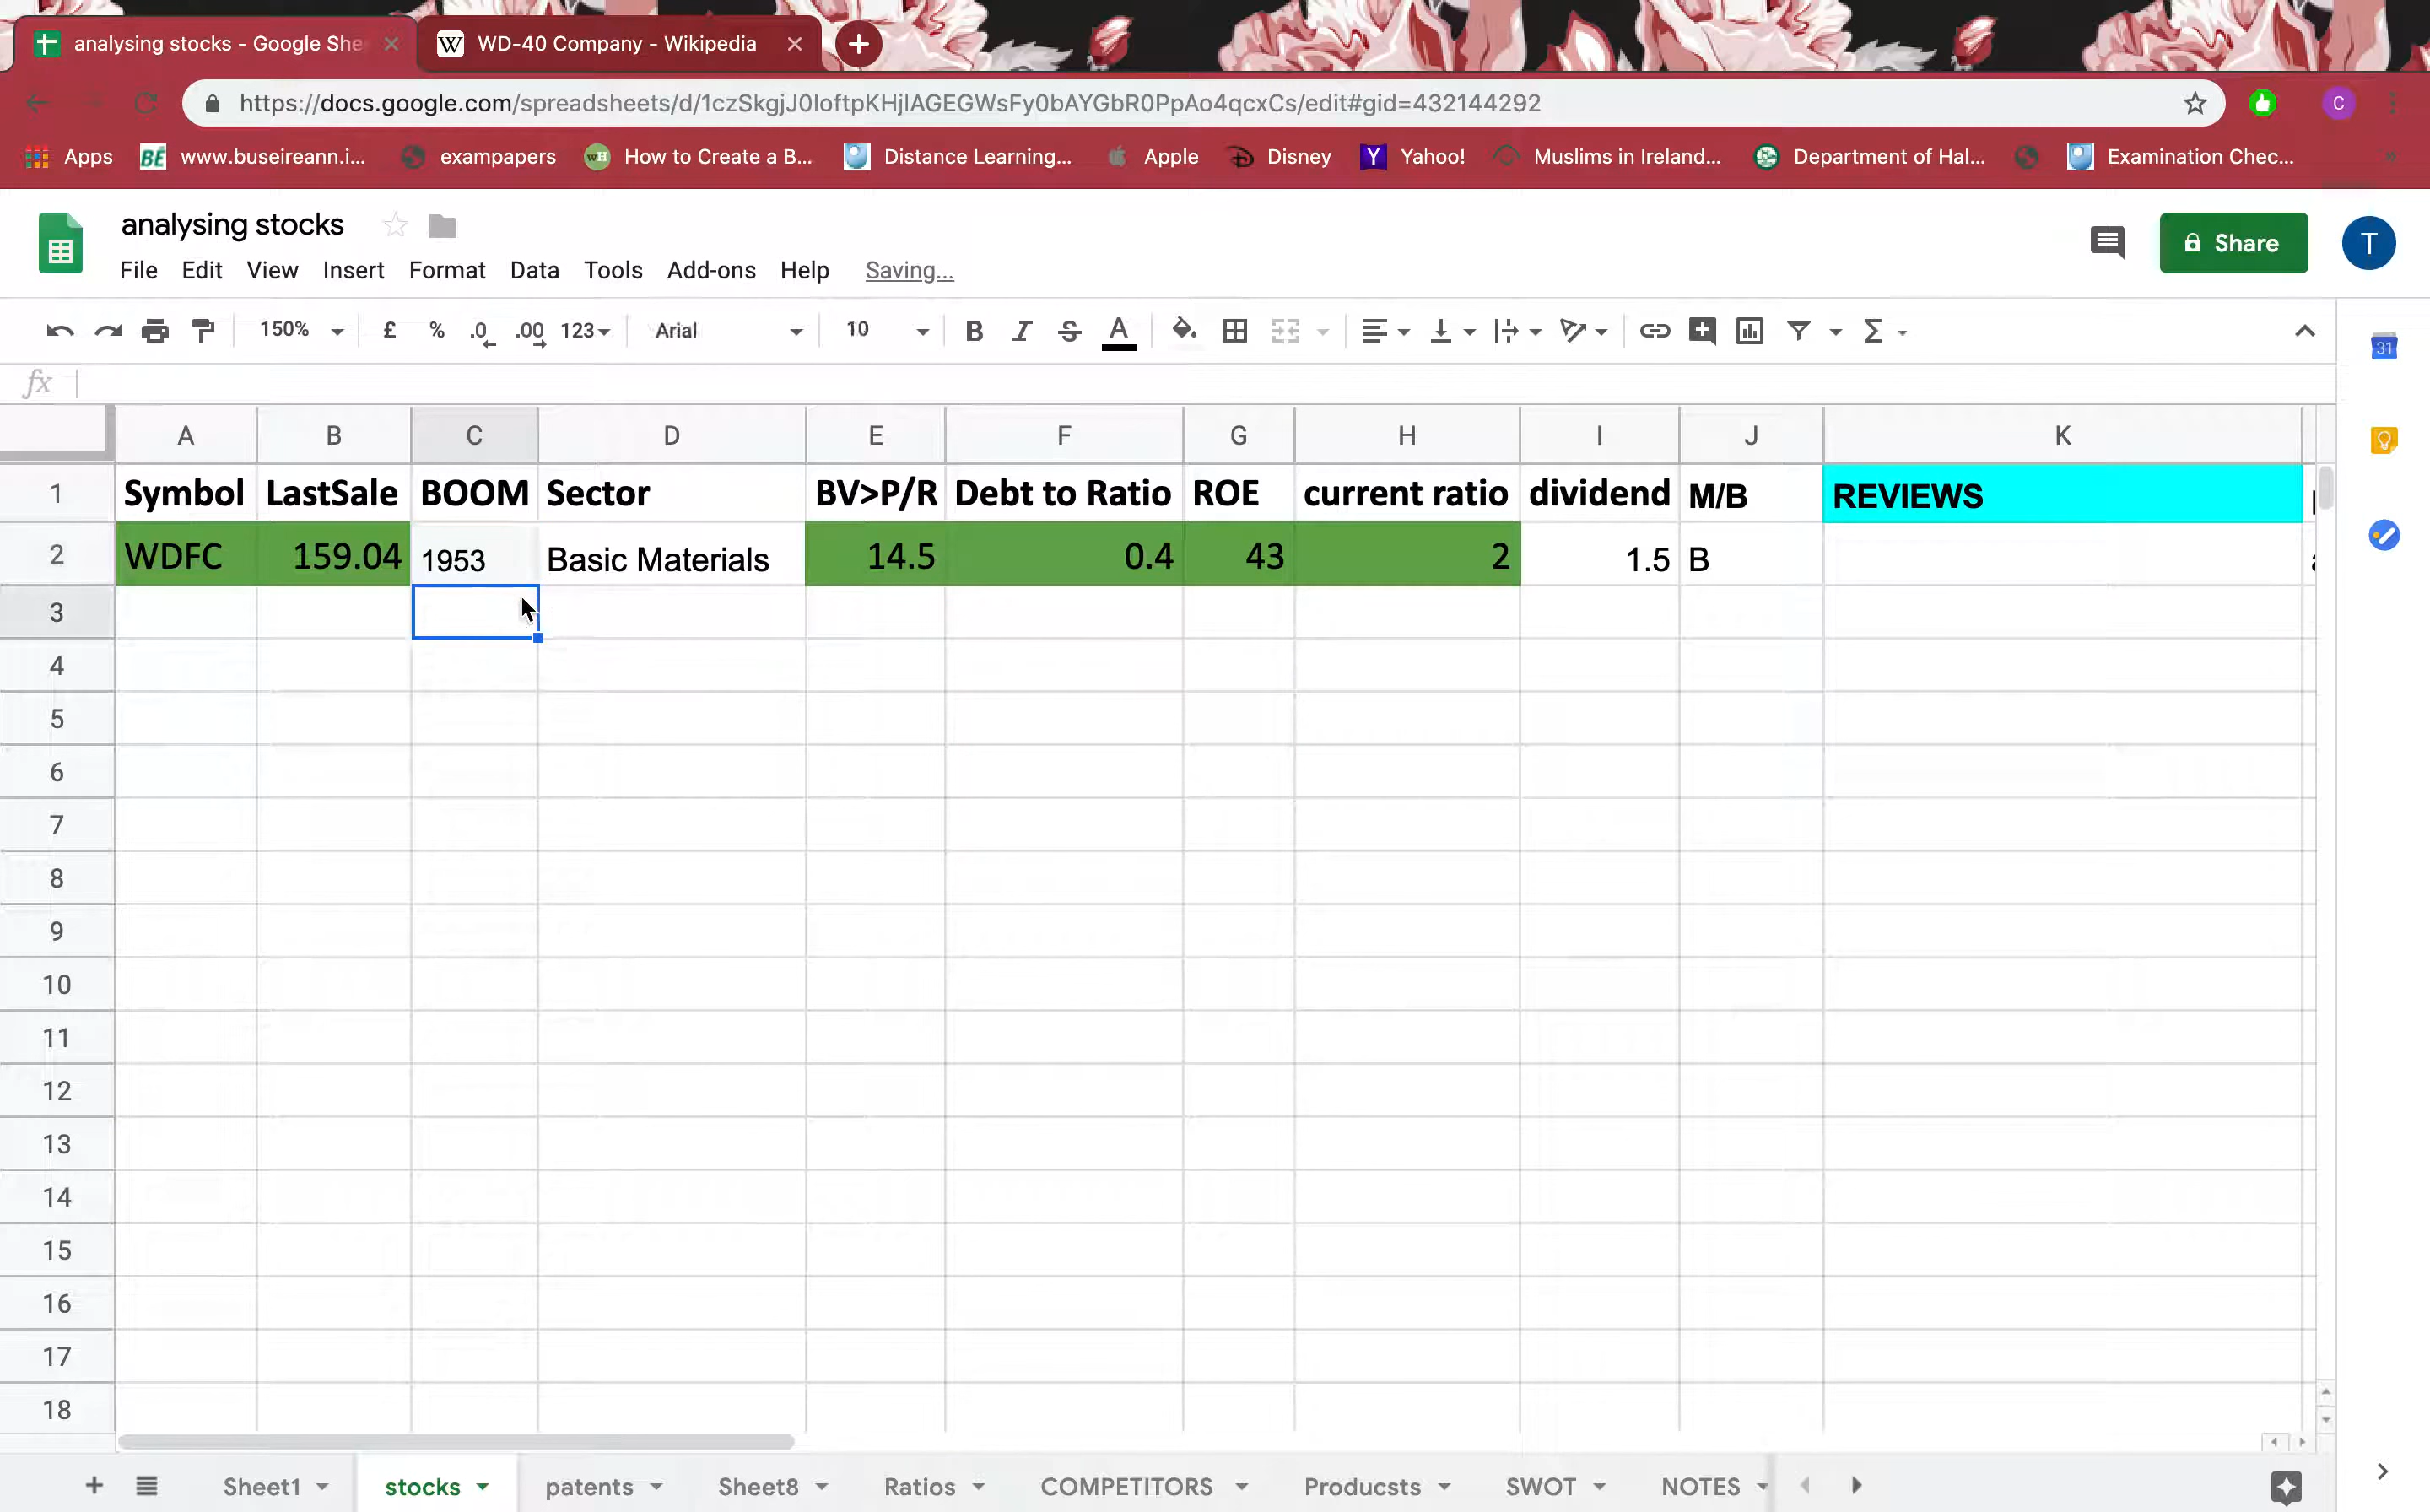 analysing stocks - Google She
WD-40 Company - Wikipedia
https://docs.google.com/spreadsheets/d/1czSkgjJ0IoftpKHjlAGEGWsFy0bAYGbR0PpAo4qcxCs/edit#gid=432144292
C
Apps
BÉ www.buseireann.i...
exampapers
wH How to Create a B...
Distance Learning...
Apple
Disney
Y Yahoo!
Muslims in Ireland...
Department of Hal...
Examination Chec...
analysing stocks
File Edit View Insert Format Data Tools Add-ons Help Saving...
Share
T
150% £ % .0 .00 123 Arial 10 B I S A Σ
31
fx
A B C D E F G H I J K
1 Symbol LastSale BOOM Sector BV>P/R Debt to Ratio ROE current ratio dividend M/B REVIEWS
2 WDFC 159.04 1953 Basic Materials 14.5 0.4 43 2 1.5 B
3
4
5
6
7
8
9
10
11
12
13
14
15
16
17
18
Sheet1 stocks patents Sheet8 Ratios COMPETITORS Producsts SWOT NOTES